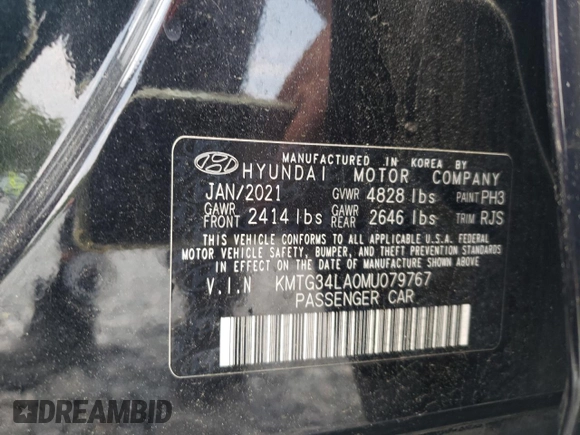 MANUFACTURED IN KOREA BY
HYUNDAI MOTOR COMPANY
JAN/2021 GVWR 4828 lbs PAINT PH3
GAWR FRONT 2414 lbs GAWR REAR 2646 lbs TRIM RJS
THIS VEHICLE CONFORMS TO ALL APPLICABLE U.S.A. FEDERAL
MOTOR VEHICLE SAFETY, BUMPER, AND THEFT PREVENTION STANDARDS
IN EFFECT ON THE DATE OF MANUFACTURE SHOWN ABOVE.
V.I.N KMTG34LA0MU079767
PASSENGER CAR
DREAMBID